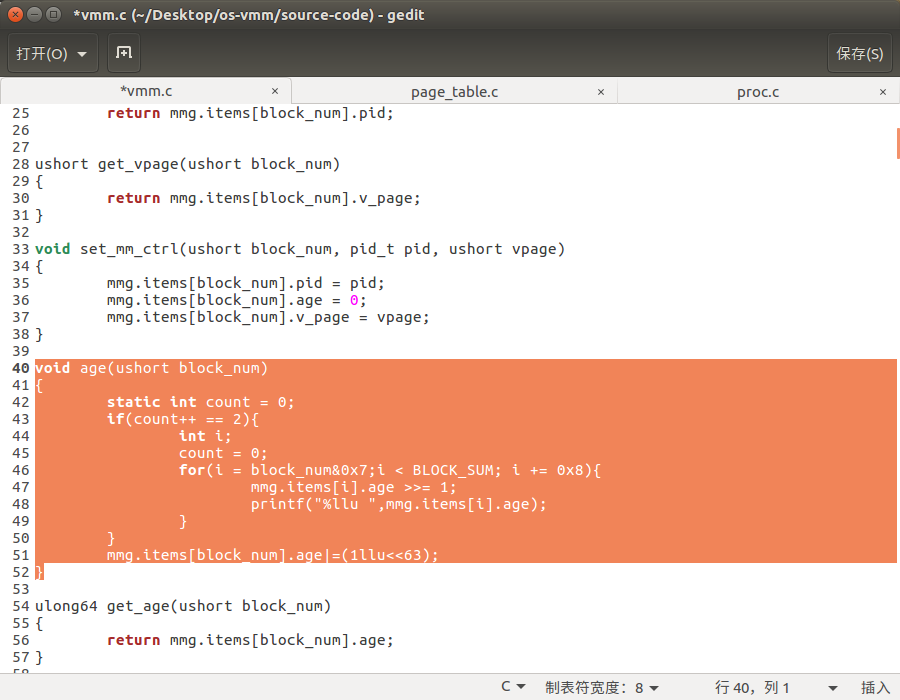 *vmm.c (~/Desktop/os-vmm/source-code) - gedit
打开(O)
保存(S)
*vmm.c × page_table.c × proc.c ×
25 return mmg.items[block_num].pid;
26
27
28 ushort get_vpage(ushort block_num)
29 {
30 return mmg.items[block_num].v_page;
31 }
32
33 void set_mm_ctrl(ushort block_num, pid_t pid, ushort vpage)
34 {
35 mmg.items[block_num].pid = pid;
36 mmg.items[block_num].age = 0;
37 mmg.items[block_num].v_page = vpage;
38 }
39
40 void age(ushort block_num)
41 {
42 static int count = 0;
43 if(count++ == 2){
44 int i;
45 count = 0;
46 for(i = block_num&0x7;i < BLOCK_SUM; i += 0x8){
47 mmg.items[i].age >>= 1;
48 printf("%llu ",mmg.items[i].age);
49 }
50 }
51 mmg.items[block_num].age|=(1llu<<63);
52 }
53
54 ulong64 get_age(ushort block_num)
55 {
56 return mmg.items[block_num].age;
57 }
58
C 制表符宽度: 8 行 40, 列 1 插入